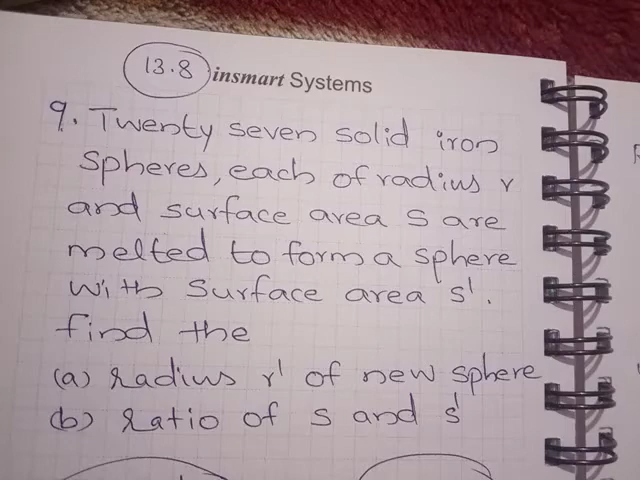 13.8 insmart Systems
9. Twenty seven solid iron
spheres, each of radius r
and surface area s are
melted to form a sphere
with surface area s'.
find the
(a) radius r' of new sphere
(b) ratio of s and s'